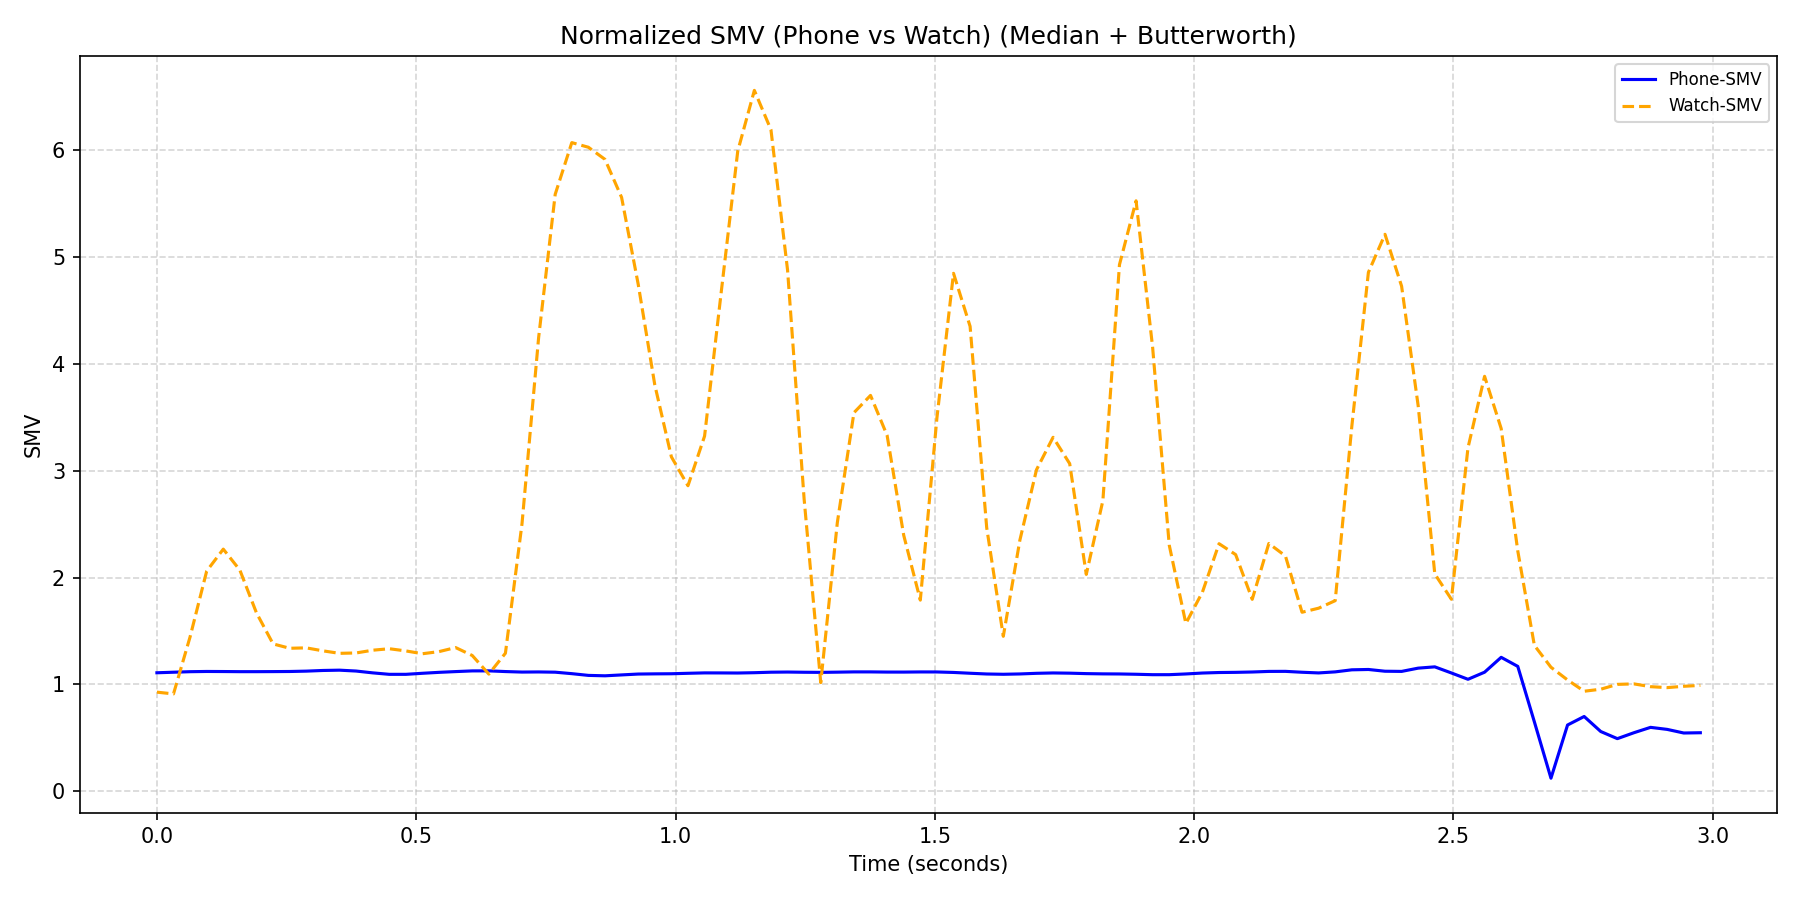 Normalized SMV (Phone vs Watch) (Median + Butterworth)
Phone-SMV
Watch-SMV
SMV
6
5
4
3
2
1
0
0.0 0.5 1.0 1.5 2.0 2.5 3.0
Time (seconds)